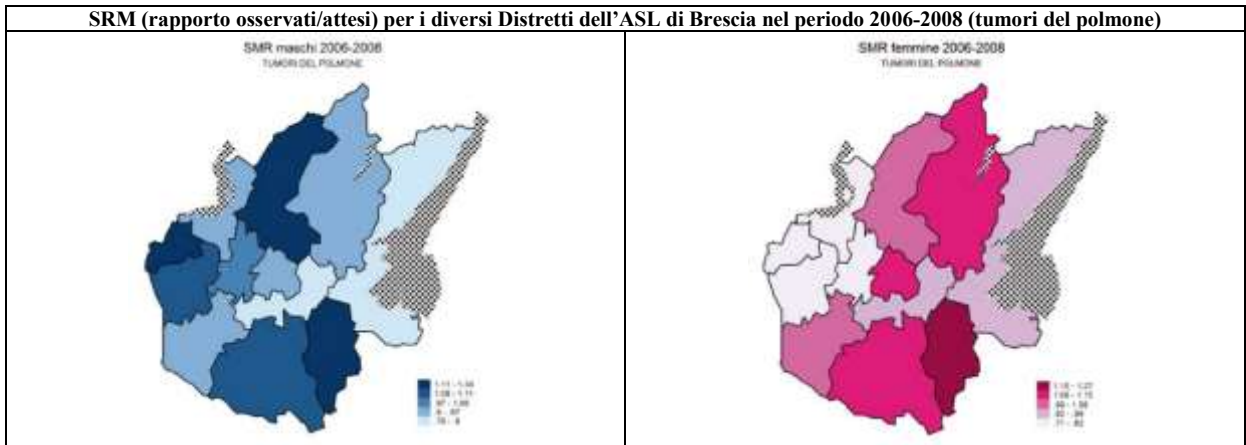 SRM (rapporto osservati/attesi) per i diversi Distretti dell'ASL di Brescia nel periodo 2006-2008 (tumori del polmone)
SMR maschi 2006-2008
TUMORI DEL POLMONE
SMR femmine 2006-2008
TUMORI DEL POLMONE